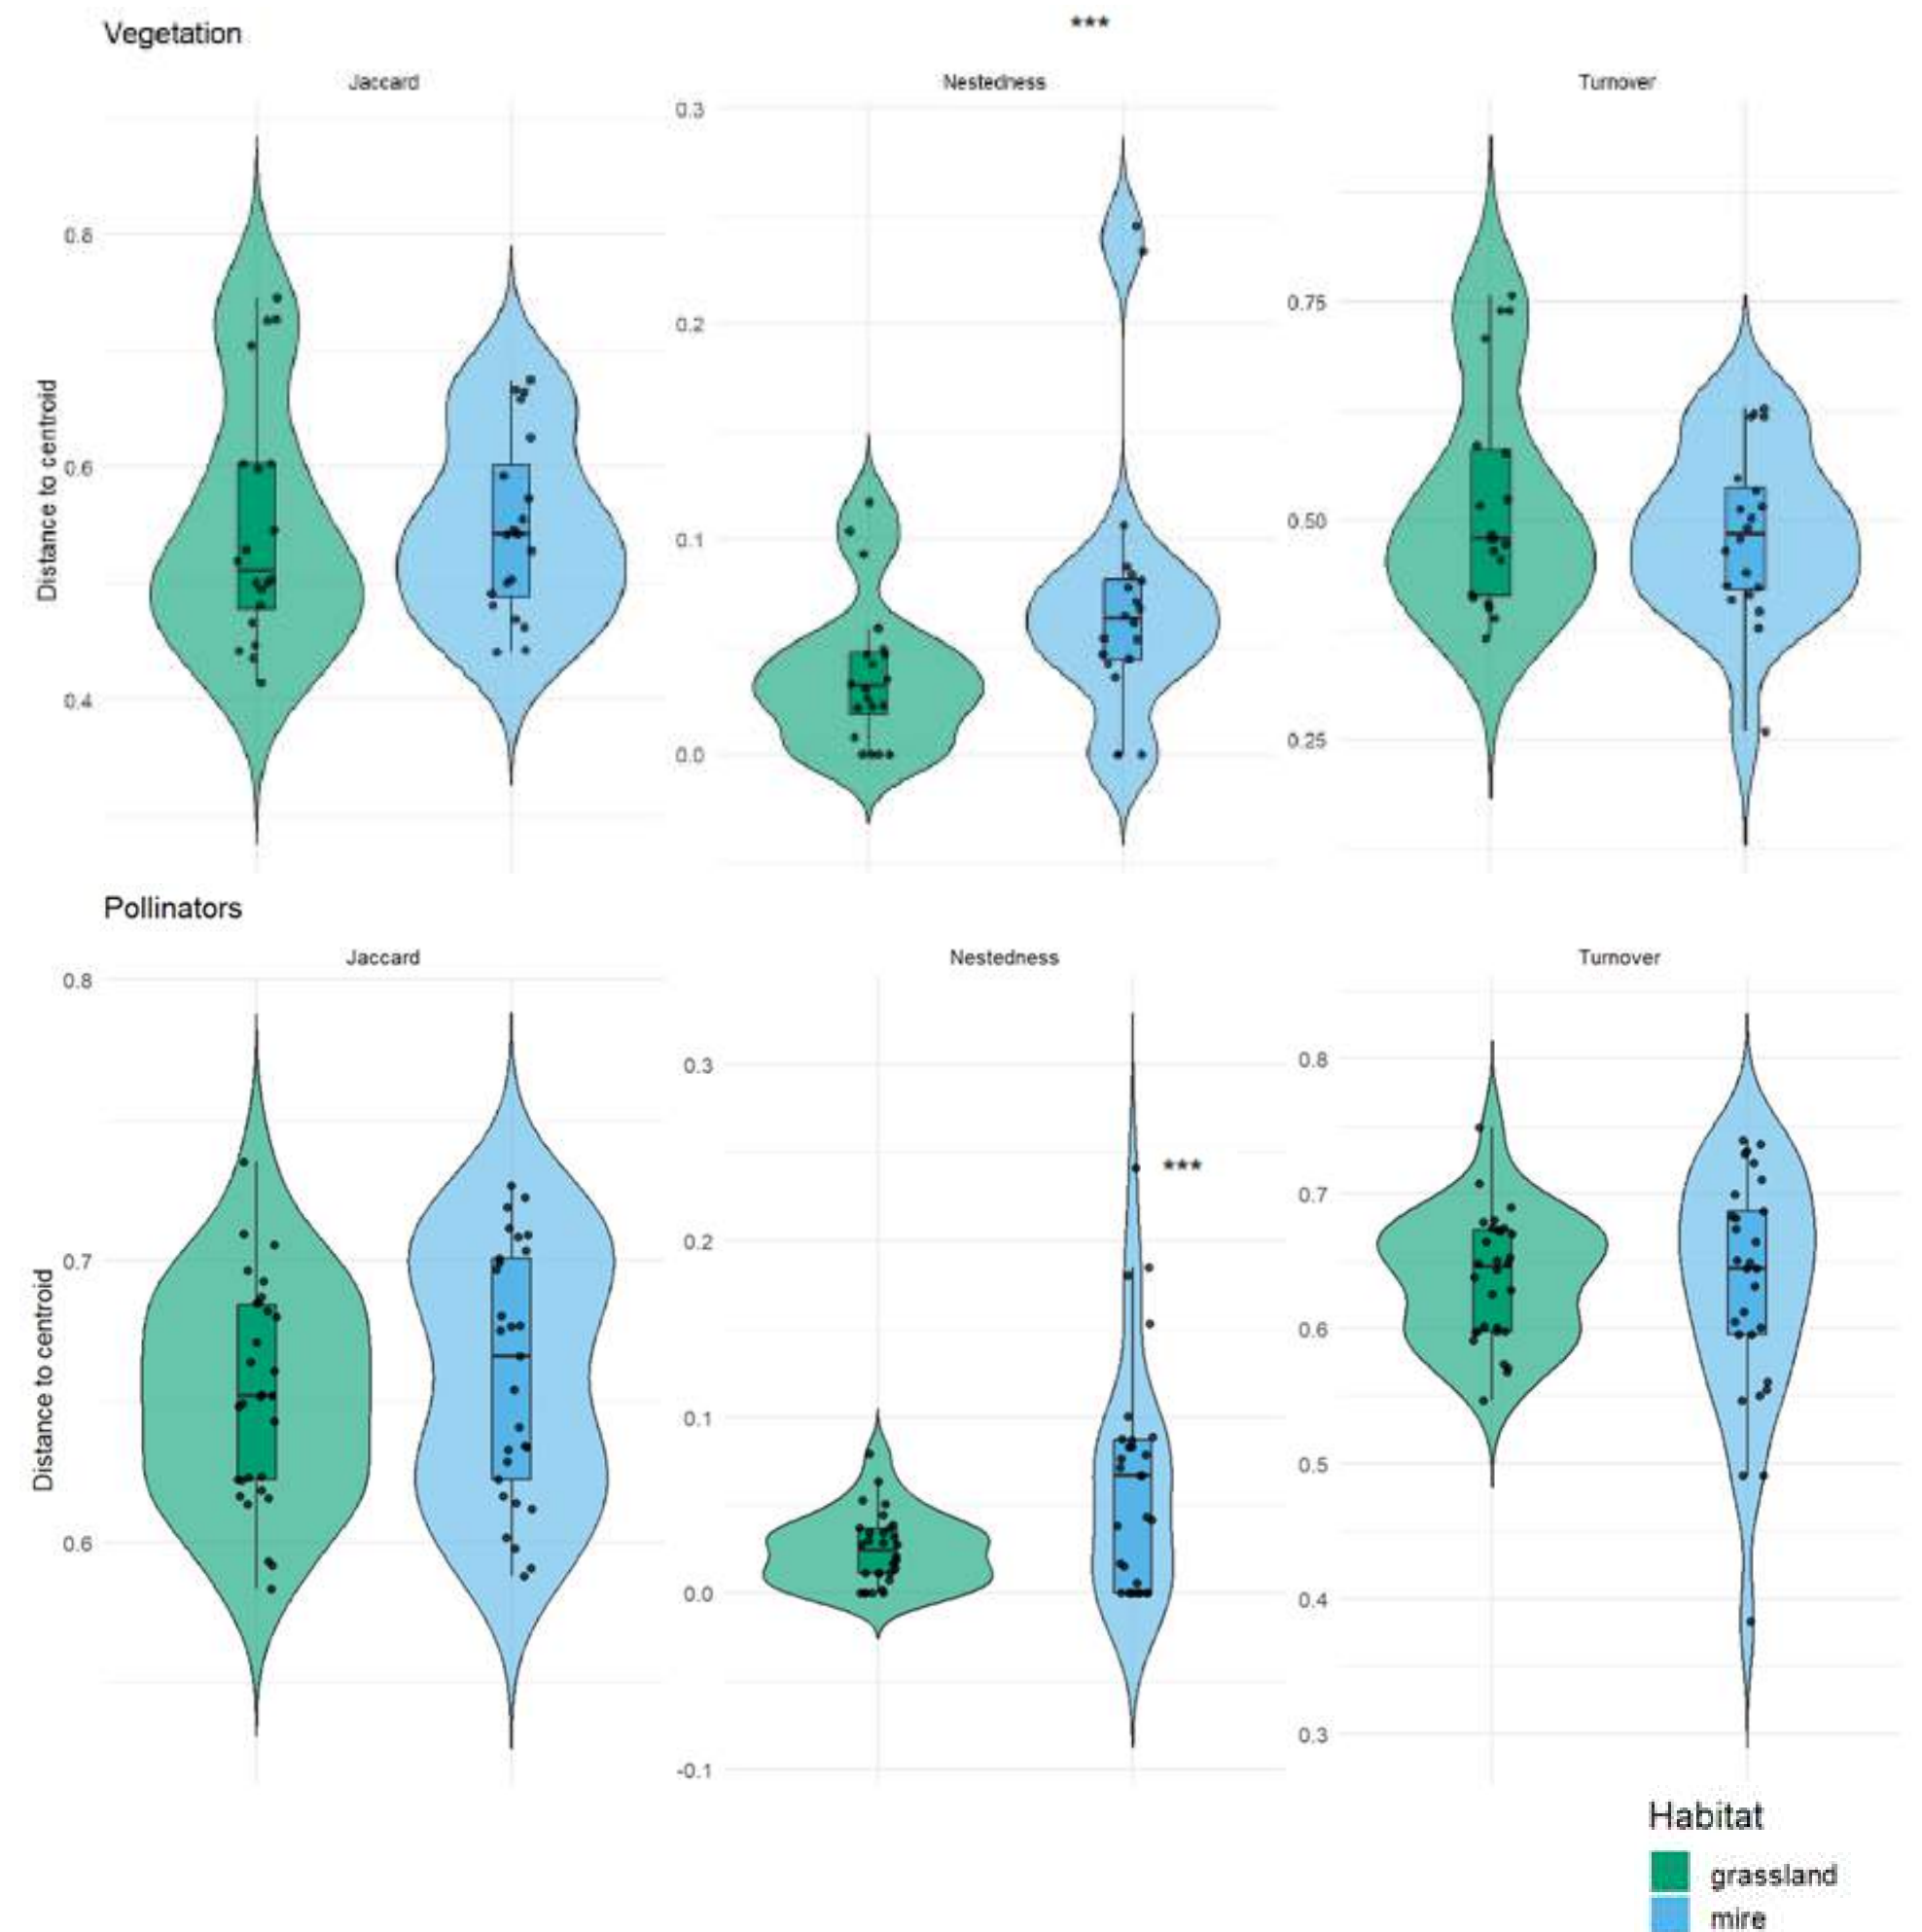 Vegetation
***
Jaccard
Nestedness
Turnover
Distance to centroid
0.8
0.6
0.4
0.3
0.2
0.1
0.0
0.75
0.50
0.25
Pollinators
Jaccard
Nestedness
Turnover
Distance to centroid
0.8
0.7
0.6
0.3
0.2
0.1
0.0
-0.1
***
0.8
0.7
0.6
0.5
0.4
0.3
Habitat
grassland
mire